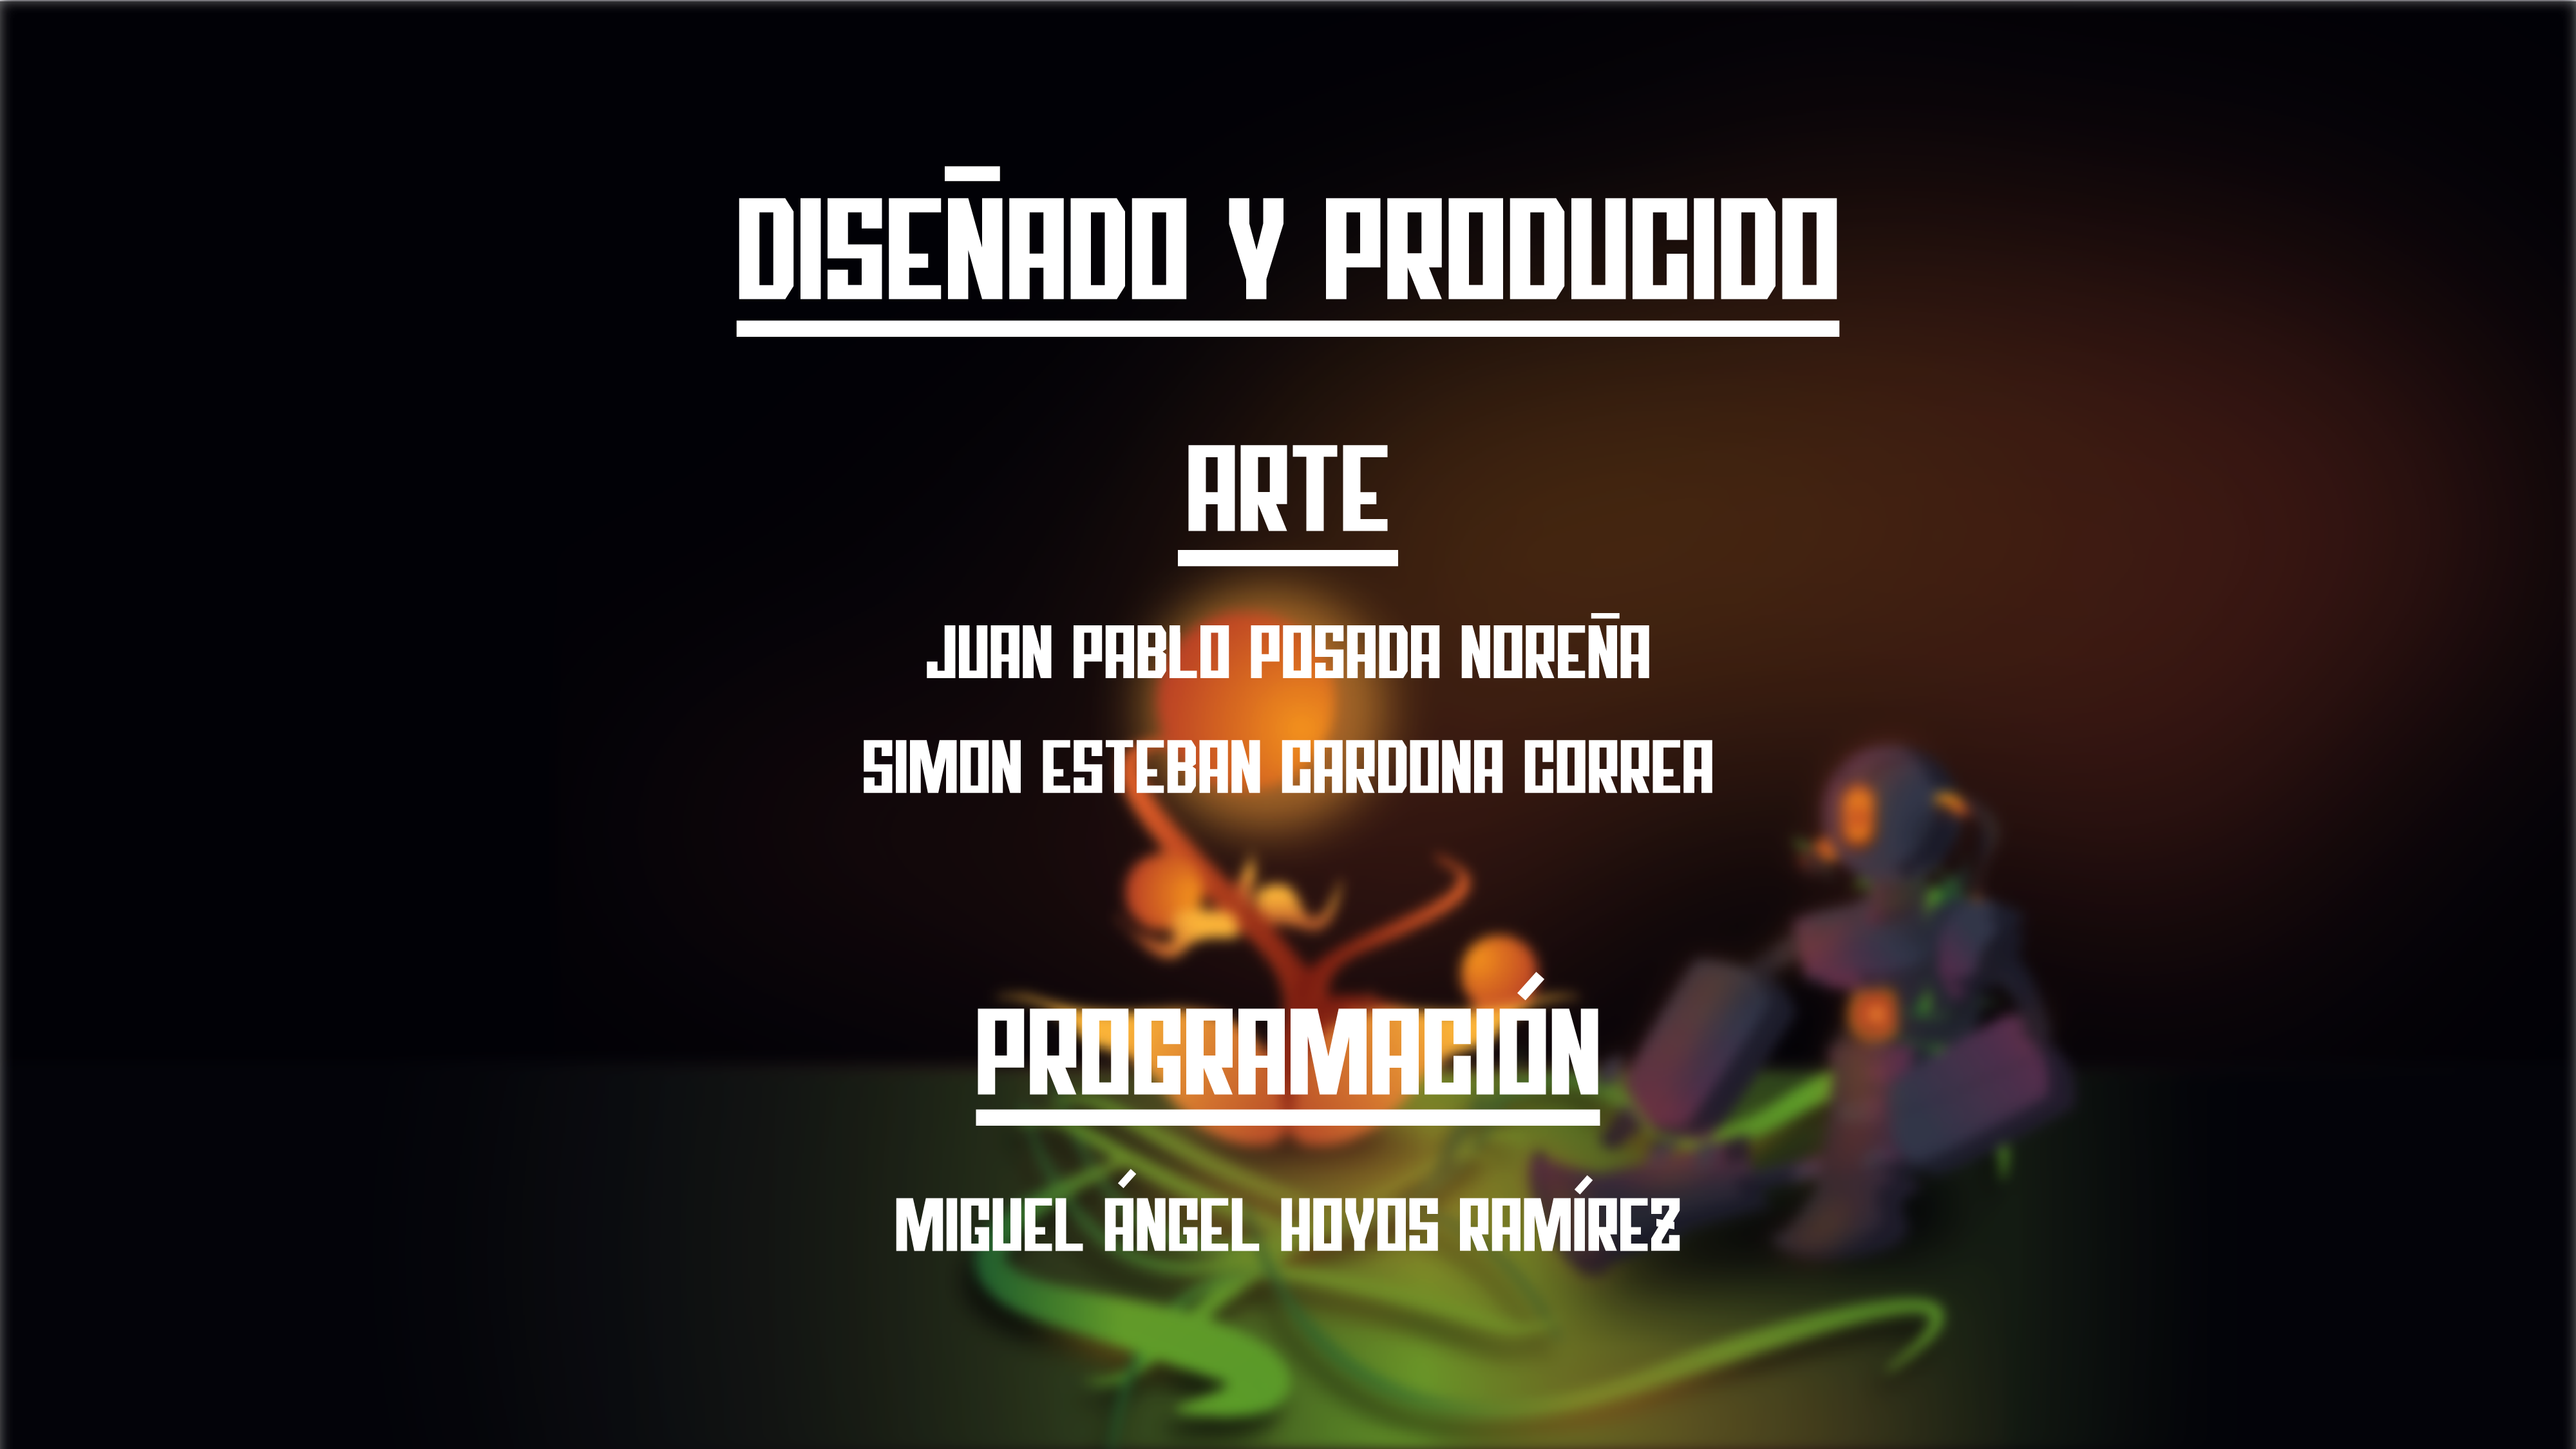 DISEÑADO Y PRODUCIDO
ARTE
JUAN PABLO POSADA NOREÑA
SIMON ESTEBAN CARDONA CORREA
PROGRAMACIÓN
MIGUEL ÁNGEL HOYOS RAMÍREZ